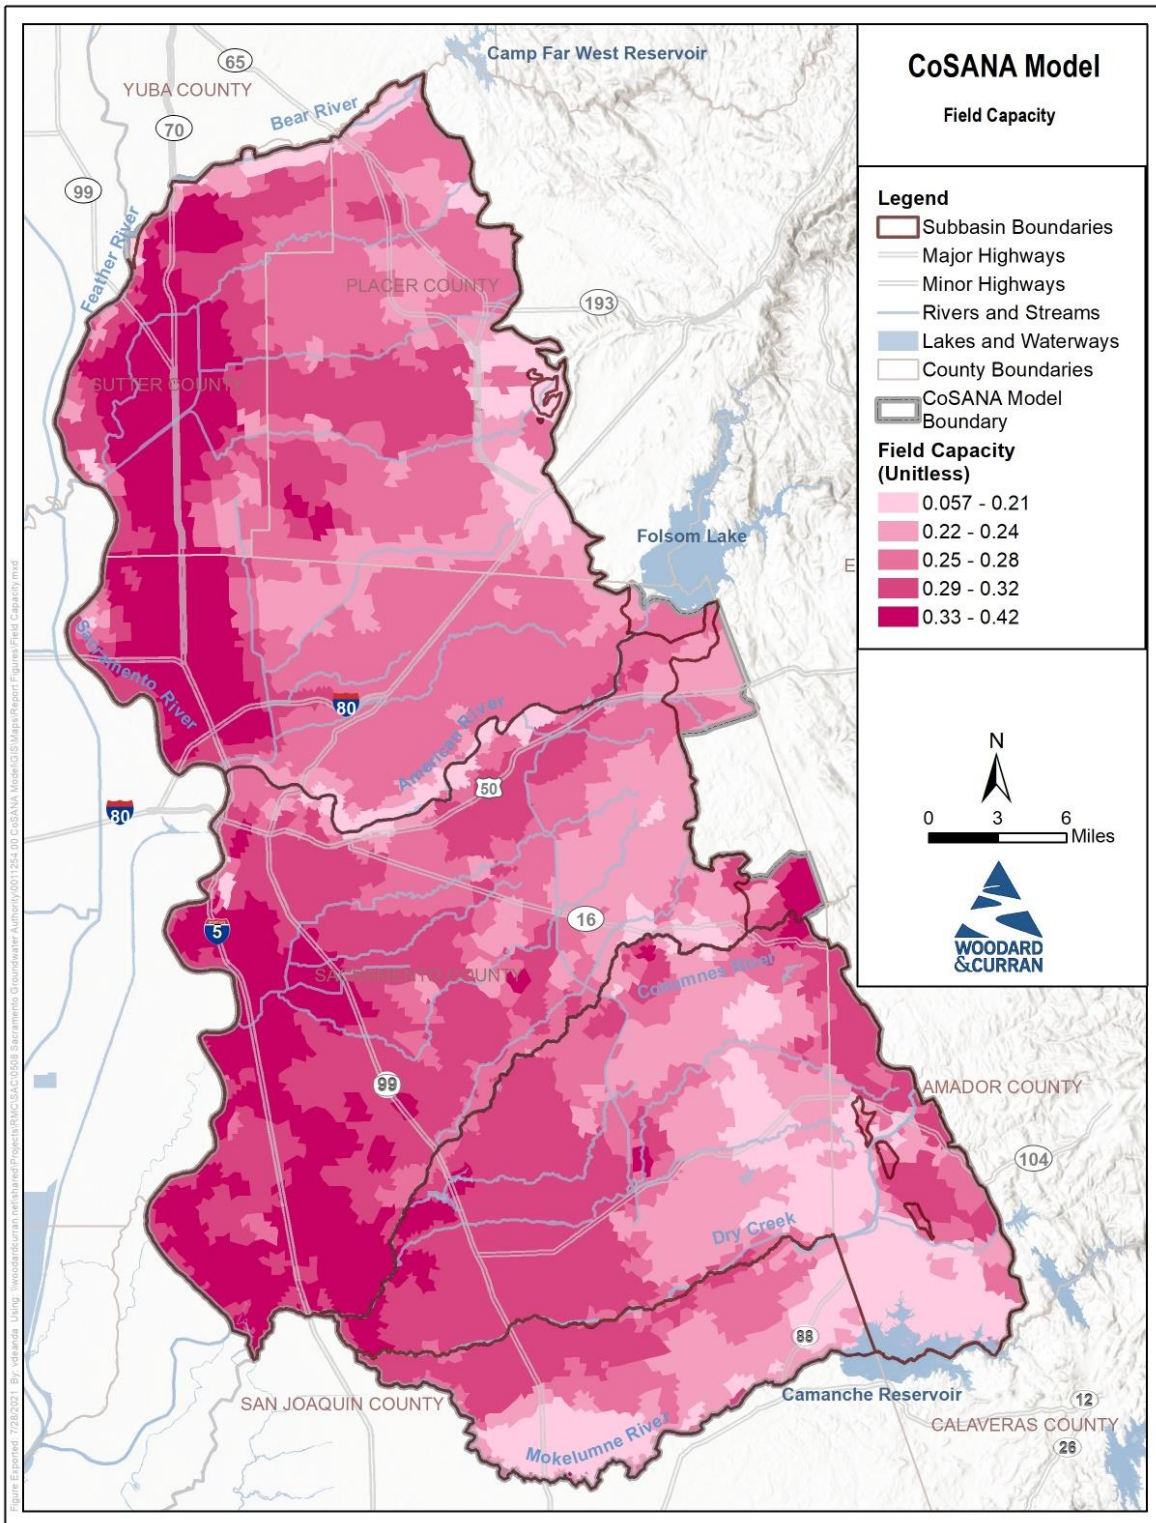 CoSANA Model
Field Capacity
Legend
Subbasin Boundaries
Major Highways
Minor Highways
Rivers and Streams
Lakes and Waterways
County Boundaries
CoSANA Model
Boundary
Field Capacity
(Unitless)
0.057 - 0.21
0.22 - 0.24
0.25 - 0.28
0.29 - 0.32
0.33 - 0.42
N
0 3 6 Miles
WOODARD
&CURRAN
Camp Far West Reservoir
65
YUBA COUNTY
Bear River
70
99
Feather River
PLACER COUNTY
193
SUTTER COUNTY
Folsom Lake
E
Sacramento River
80
American River
50
80
16
5
SACRAMENTO COUNTY
Cosumnes River
99
AMADOR COUNTY
104
Dry Creek
88
Camanche Reservoir
SAN JOAQUIN COUNTY
12
CALAVERAS COUNTY
26
Mokelumne River